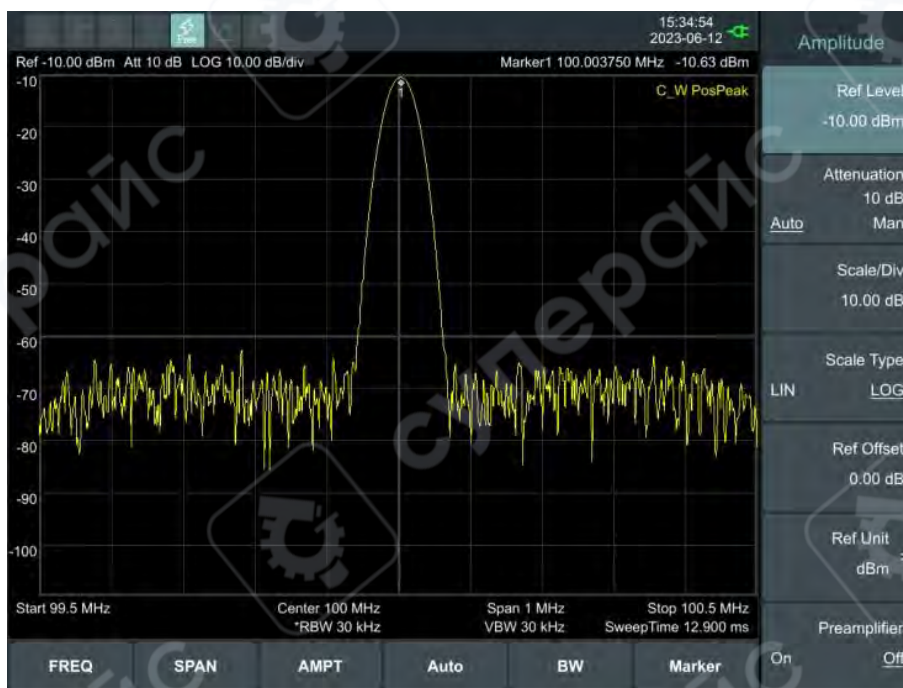 Free
15:34:54
2023-06-12
Ref -10.00 dBm Att 10 dB LOG 10.00 dB/div
Marker1 100.003750 MHz -10.63 dBm
C_W PosPeak
-10
1
-20
-30
-40
-50
-60
-70
-80
-90
-100
Start 99.5 MHz
Center 100 MHz
Span 1 MHz
Stop 100.5 MHz
*RBW 30 kHz
VBW 30 kHz
SweepTime 12.900 ms
FREQ
SPAN
AMPT
Auto
BW
Marker
Amplitude
Ref Level
-10.00 dBm
Attenuation
10 dB
Auto Man
Scale/Div
10.00 dB
Scale Type
LIN LOG
Ref Offset
0.00 dB
Ref Unit
dBm
Preamplifier
On Off
суперайс
райс